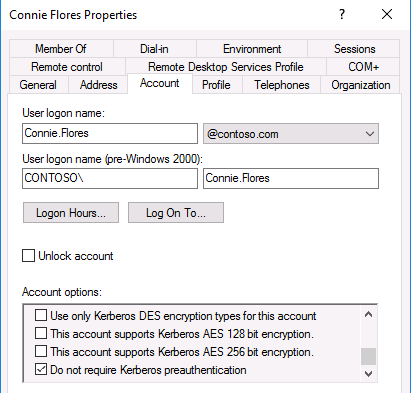 Connie Flores Properties
?
Member Of Dial-in Environment Sessions
Remote control Remote Desktop Services Profile COM+
General Address Account Profile Telephones Organization
User logon name:
Connie.Flores @contoso.com
User logon name (pre-Windows 2000):
CONTOSO\ Connie.Flores
Logon Hours... Log On To...
Unlock account
Account options:
Use only Kerberos DES encryption types for this account
This account supports Kerberos AES 128 bit encryption.
This account supports Kerberos AES 256 bit encryption.
Do not require Kerberos preauthentication